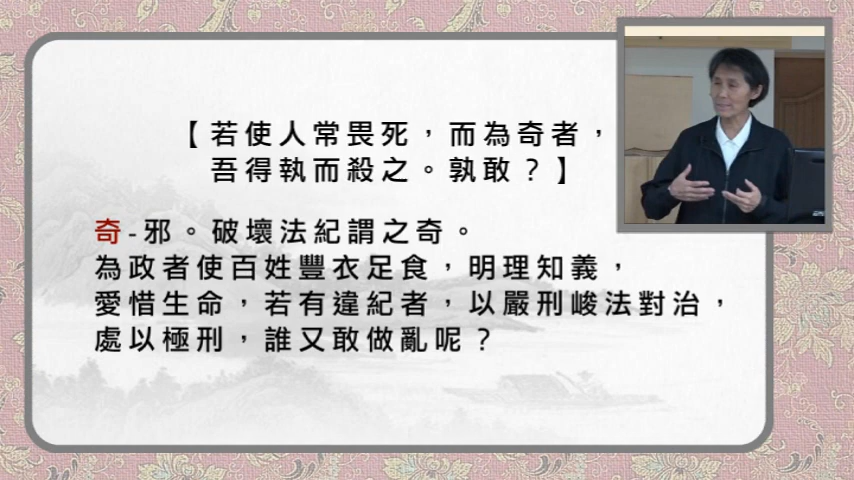 【若使人常畏死，而為奇者，
吾得執而殺之。孰敢？】
奇-邪。破壞法紀謂之奇。
為政者使百姓豐衣足食，明理知義，
愛惜生命，若有違紀者，以嚴刑峻法對治，
處以極刑，誰又敢做亂呢？